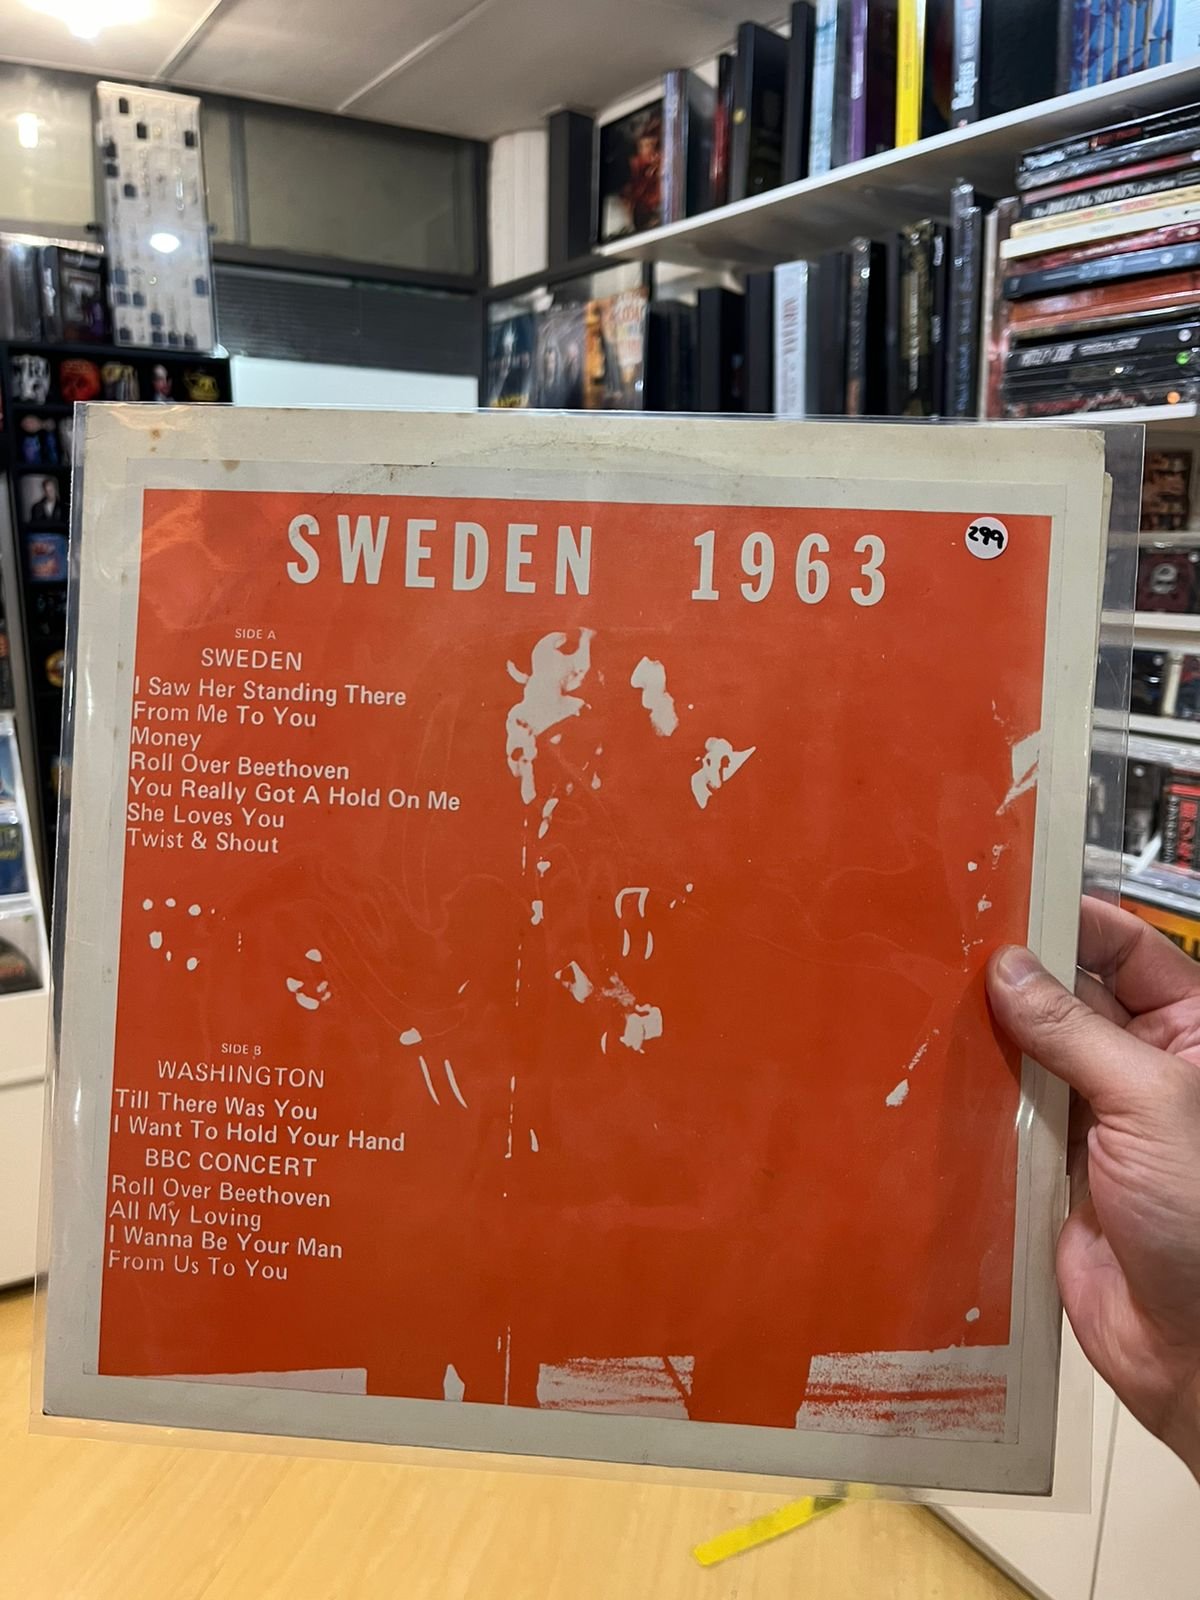 SWEDEN 1963
299
SIDE A
SWEDEN
I Saw Her Standing There
From Me To You
Money
Roll Over Beethoven
You Really Got A Hold On Me
She Loves You
Twist & Shout
SIDE B
WASHINGTON
Till There Was You
I Want To Hold Your Hand
BBC CONCERT
Roll Over Beethoven
All My Loving
I Wanna Be Your Man
From Us To You